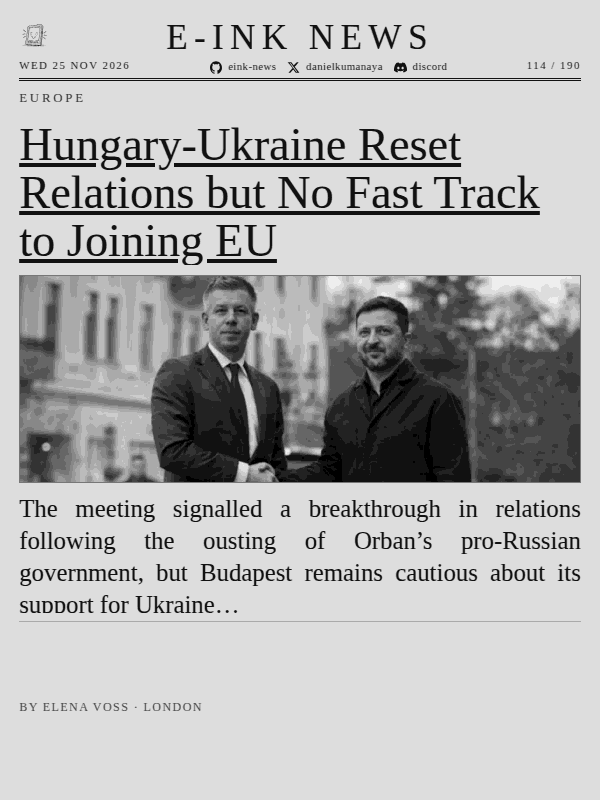 E-INK NEWS
WED 25 NOV 2026
eink-news
danielkumanaya
discord
114 / 190
EUROPE
Hungary-Ukraine Reset
Relations but No Fast Track
to Joining EU
The meeting signalled a breakthrough in relations
following the ousting of Orban’s pro-Russian
government, but Budapest remains cautious about its
support for Ukraine…
BY ELENA VOSS · LONDON